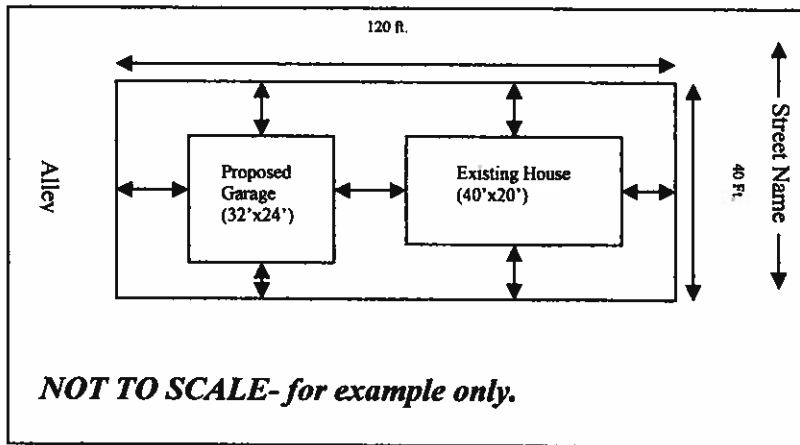 120 ft.
Alley
Proposed
Garage
(32'x24')
Existing House
(40'x20')
40 Ft.
Street Name
NOT TO SCALE- for example only.